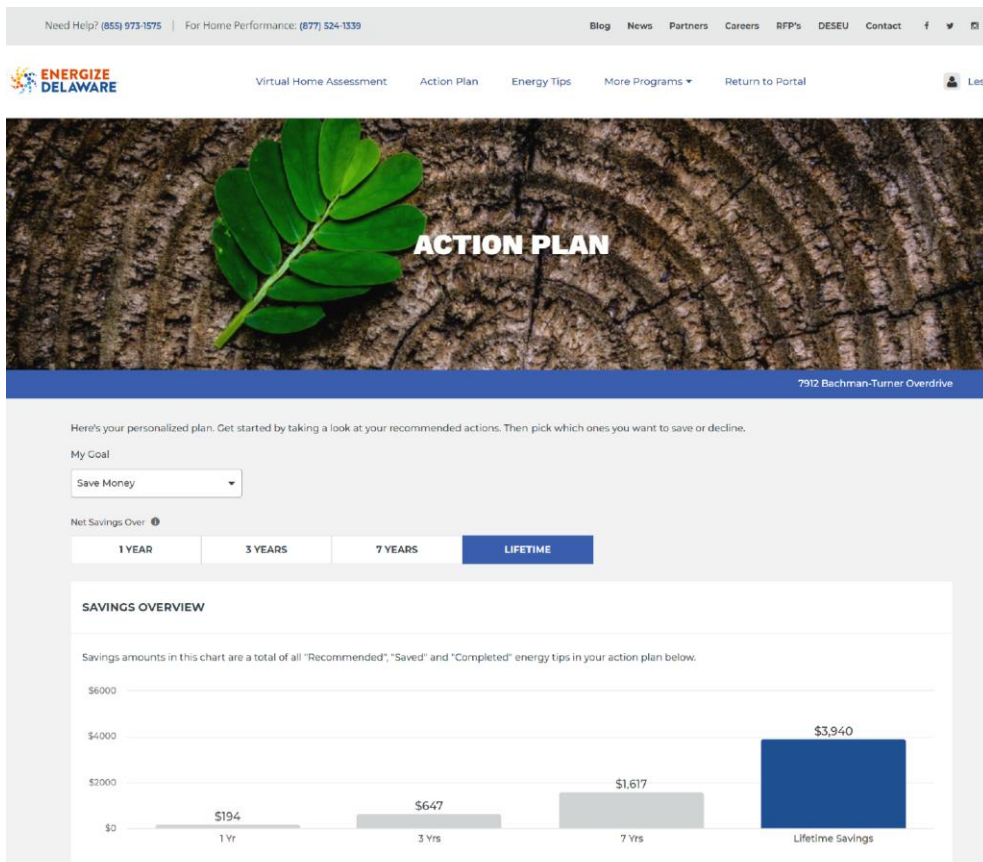 Need Help? (855) 973-1575 | For Home Performance: (877) 524-1339 Blog News Partners Careers RFP's DESEU Contact
ENERGIZE
DELAWARE
Virtual Home Assessment Action Plan Energy Tips More Programs Return to Portal Les
ACTION PLAN
7912 Bachman-Turner Overdrive
Here's your personalized plan. Get started by taking a look at your recommended actions. Then pick which ones you want to save or decline.
My Goal
Save Money
Net Savings Over
1 YEAR 3 YEARS 7 YEARS LIFETIME
SAVINGS OVERVIEW
Savings amounts in this chart are a total of all "Recommended", "Saved" and "Completed" energy tips in your action plan below.
$6000
$4000
$2000
$0
$194
$647
$1,617
$3,940
1 Yr 3 Yrs 7 Yrs Lifetime Savings